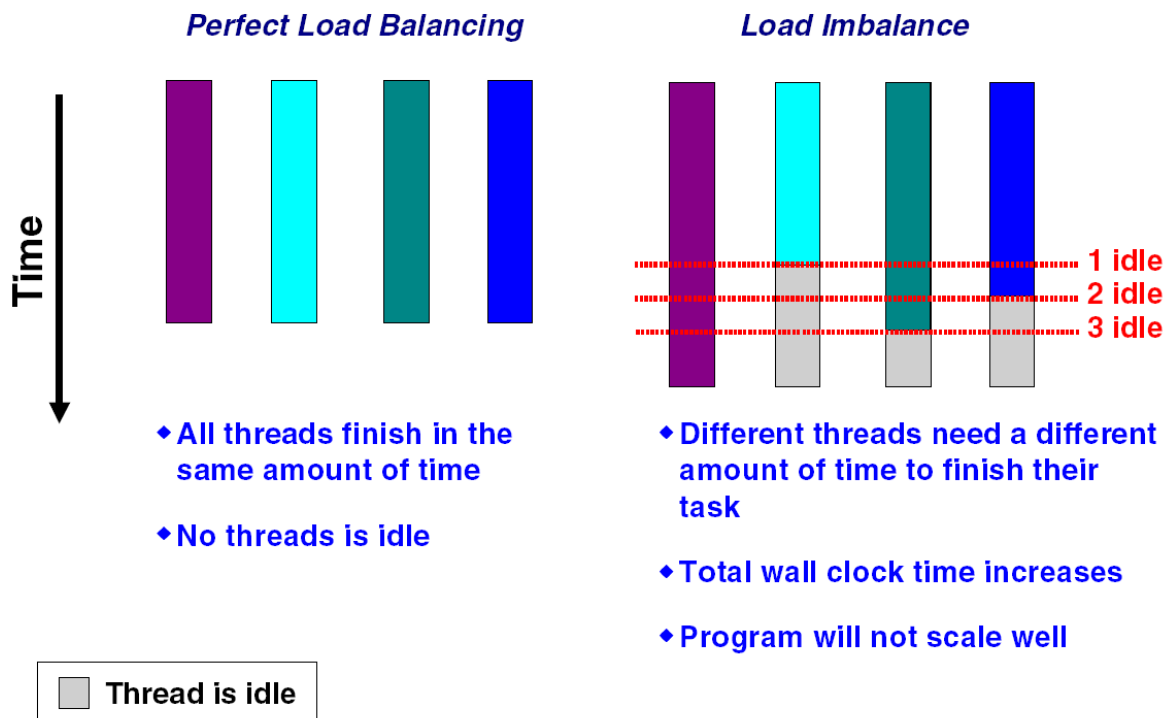 Perfect Load Balancing
Load Imbalance
Time
1 idle
2 idle
3 idle
◆ All threads finish in the
same amount of time
◆ No threads is idle
◆ Different threads need a different
amount of time to finish their
task
◆ Total wall clock time increases
◆ Program will not scale well
Thread is idle